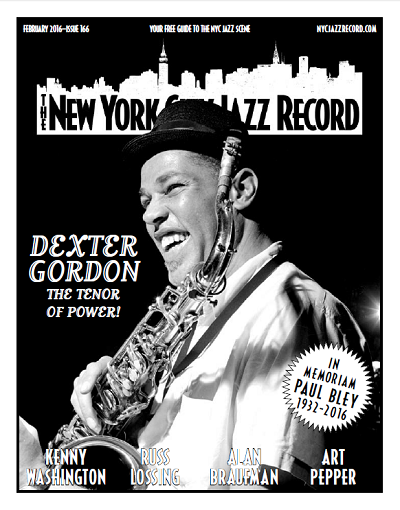 FEBRUARY 2016—ISSUE 166
YOUR FREE GUIDE TO THE NYC JAZZ SCENE
NYCJAZZRECORD.COM
THE NEW YORK CITY JAZZ RECORD
DEXTER
GORDON
THE TENOR
OF POWER!
IN
MEMORIAM
PAUL BLEY
1932-2016
KENNY
WASHINGTON
RUSS
LOSSING
ALAN
BRAUFMAN
ART
PEPPER